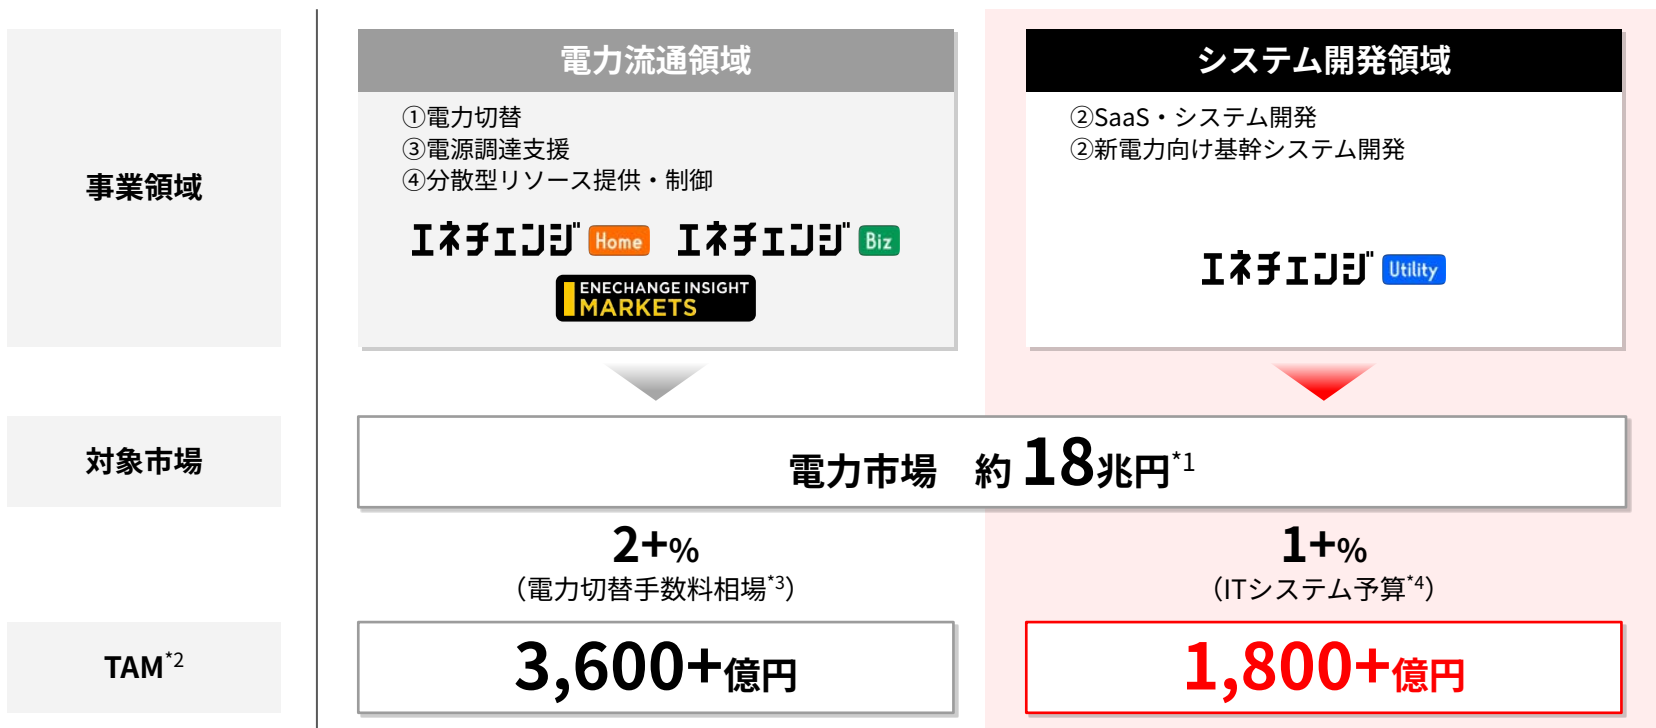 事業領域
電力流通領域
①電力切替
③電源調達支援
④分散型リソース提供・制御
エネチェンジ Home
エネチェンジ Biz
ENECHANGE INSIGHT
MARKETS
システム開発領域
②SaaS・システム開発
②新電力向け基幹システム開発
エネチェンジ Utility
対象市場
電力市場 約18兆円*1
2+%
（電力切替手数料相場*3）
1+%
（ITシステム予算*4）
TAM*2
3,600+億円
1,800+億円